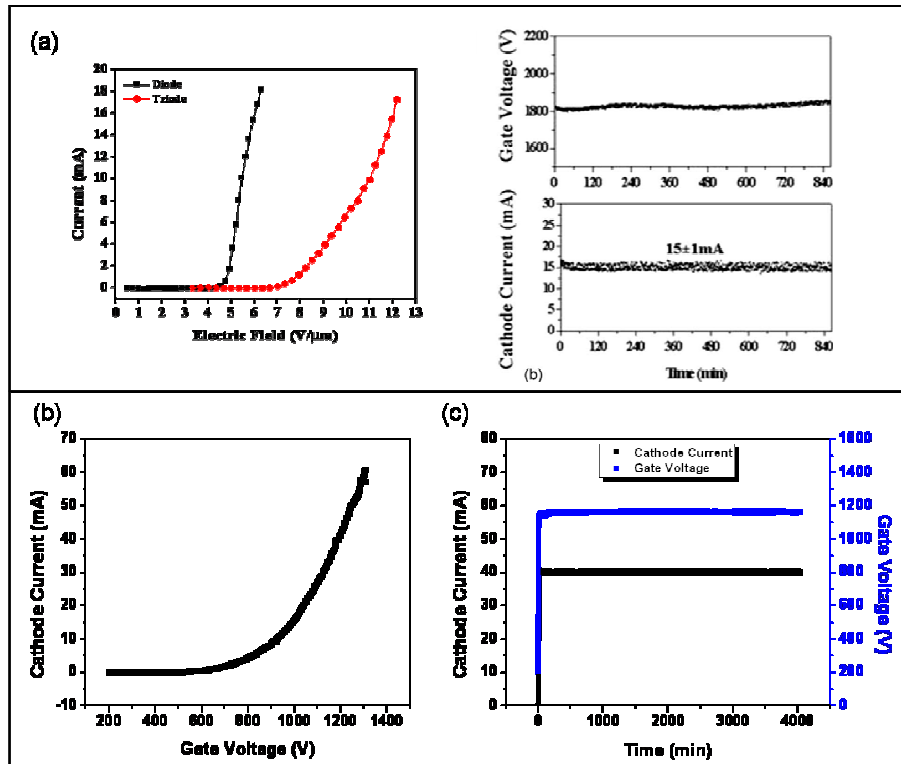 (a)
Diode
Triode
20
18
16
14
12
10
8
6
4
2
0
Current (mA)
0 1 2 3 4 5 6 7 8 9 10 11 12 13
Electric Field (V/μm)
2200
2000
1800
1600
Gate Voltage (V)
0 120 240 360 480 600 720 840
30
25
20
15
10
5
0
Cathode Current (mA)
15±1mA
0 120 240 360 480 600 720 840
Time (min)
(b)
(b)
70
60
50
40
30
20
10
0
-10
Cathode Current (mA)
200 400 600 800 1000 1200 1400
Gate Voltage (V)
(c)
Cathode Current
Gate Voltage
80
70
60
50
40
30
20
10
0
Cathode Current (mA)
1600
1400
1200
1000
800
600
400
200
0
Gate Voltage (V)
0 1000 2000 3000 4000
Time (min)